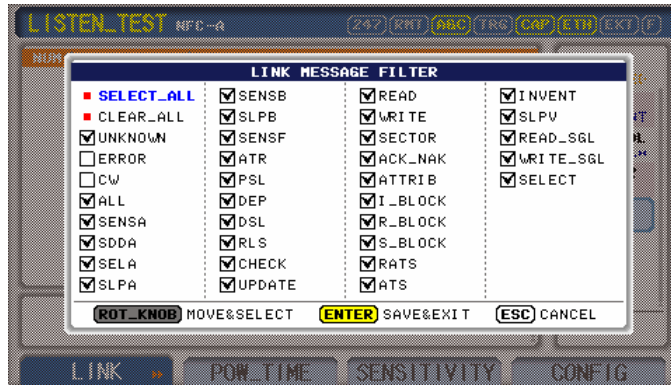 LISTEN_TEST NFC-A 247 RMT A&C TRG CAP ETH EXT F
NUM
LINK MESSAGE FILTER
SELECT_ALL SENSB READ INVENT
CLEAR_ALL SLPB WRITE SLPV
UNKNOWN SENSF SECTOR READ_SGL
ERROR ATR ACK_NAK WRITE_SGL
CW PSL ATTRIB SELECT
ALL DEP I_BLOCK
SENSA DSL R_BLOCK
SDDA RLS S_BLOCK
SELA CHECK RATS
SLPA UPDATE ATS
ROT_KNOB MOVE&SELECT ENTER SAVE&EXIT ESC CANCEL
LINK POW_TIME SENSITIVITY CONFIG